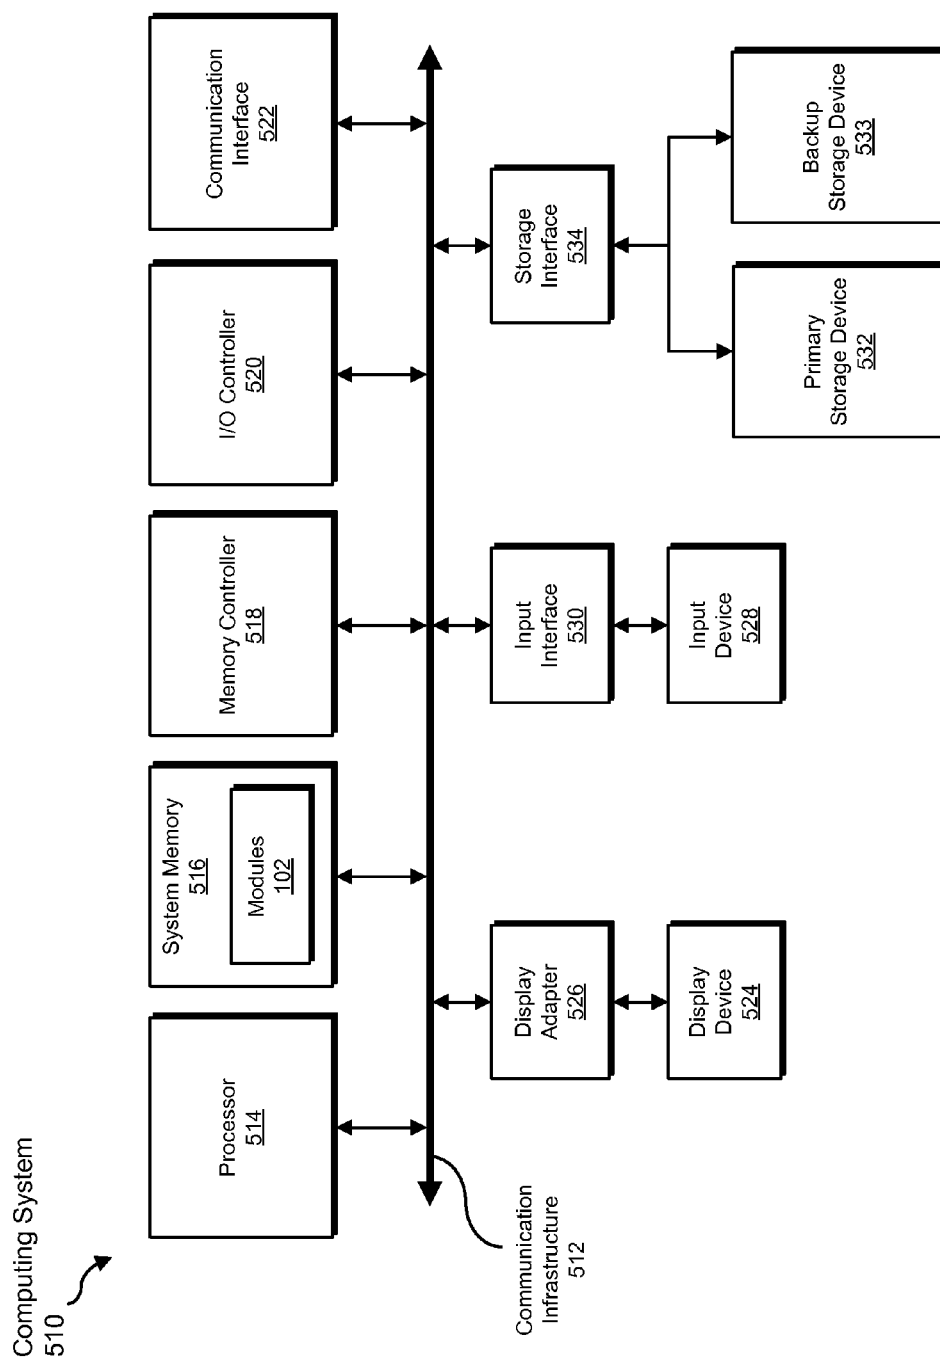 Computing System
510
Processor
514
System Memory
516
Modules
102
Memory Controller
518
I/O Controller
520
Communication
Interface
522
Communication
Infrastructure
512
Display
Adapter
526
Input
Interface
530
Storage
Interface
534
Display
Device
524
Input
Device
528
Primary
Storage Device
532
Backup
Storage Device
533